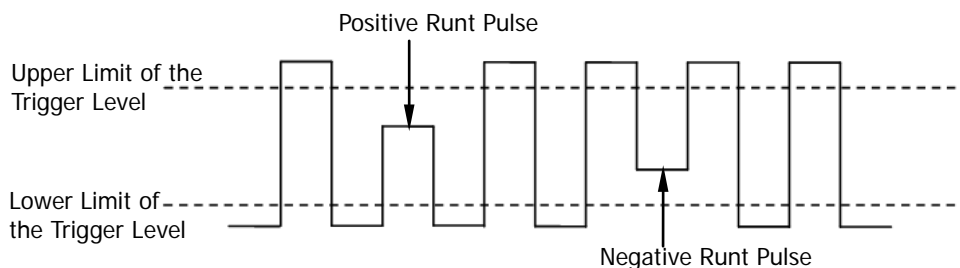 Positive Runt Pulse
Upper Limit of the
Trigger Level
Lower Limit of
the Trigger Level
Negative Runt Pulse